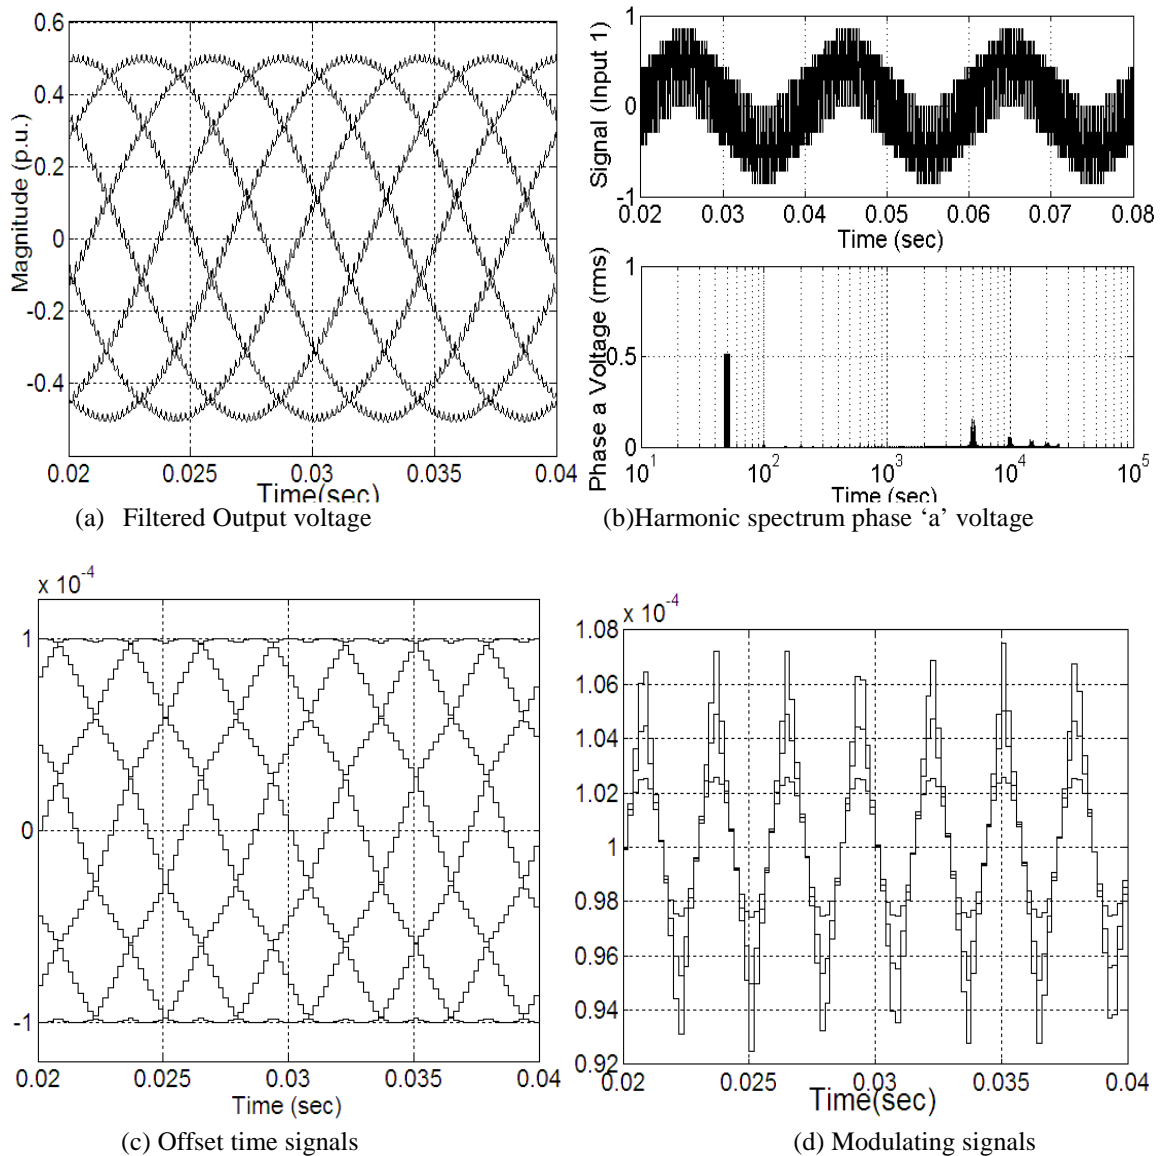 0.6
0.4
0.2
0
-0.2
-0.4
Magnitude (p.u.)
0.02 0.025 0.03 0.035 0.04
Time(sec)
(a) Filtered Output voltage
1
0
-1
Signal (Input 1)
0.02 0.03 0.04 0.05 0.06 0.07 0.08
Time (sec)
1
0.5
0
Phase a Voltage (rms)
10^1 10^2 10^3 10^4 10^5
Time (sec)
(b)Harmonic spectrum phase ‘a’ voltage
x 10^-4
1
0
-1
0.02 0.025 0.03 0.035 0.04
Time (sec)
(c) Offset time signals
x 10^-4
1.08
1.06
1.04
1.02
1
0.98
0.96
0.94
0.92
0.02 0.025 0.03 0.035 0.04
Time(sec)
(d) Modulating signals